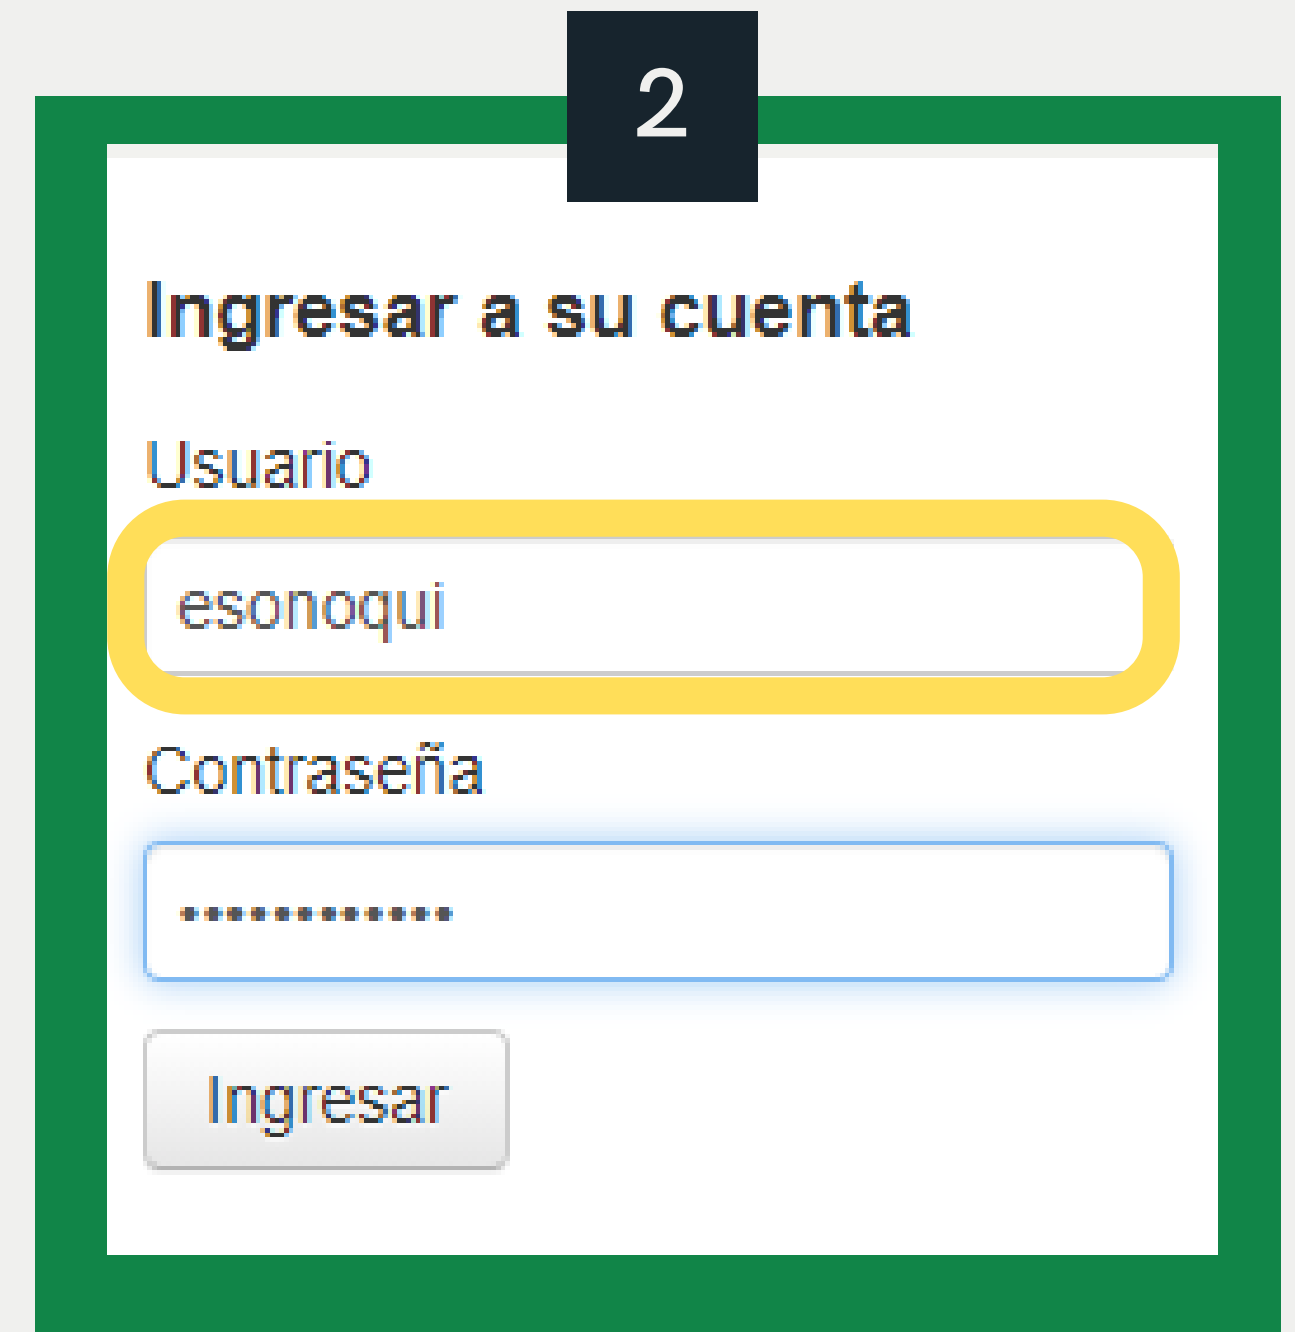 2
Ingresar a su cuenta
Usuario
esonoqui
Contraseña
••••••••••••
Ingresar